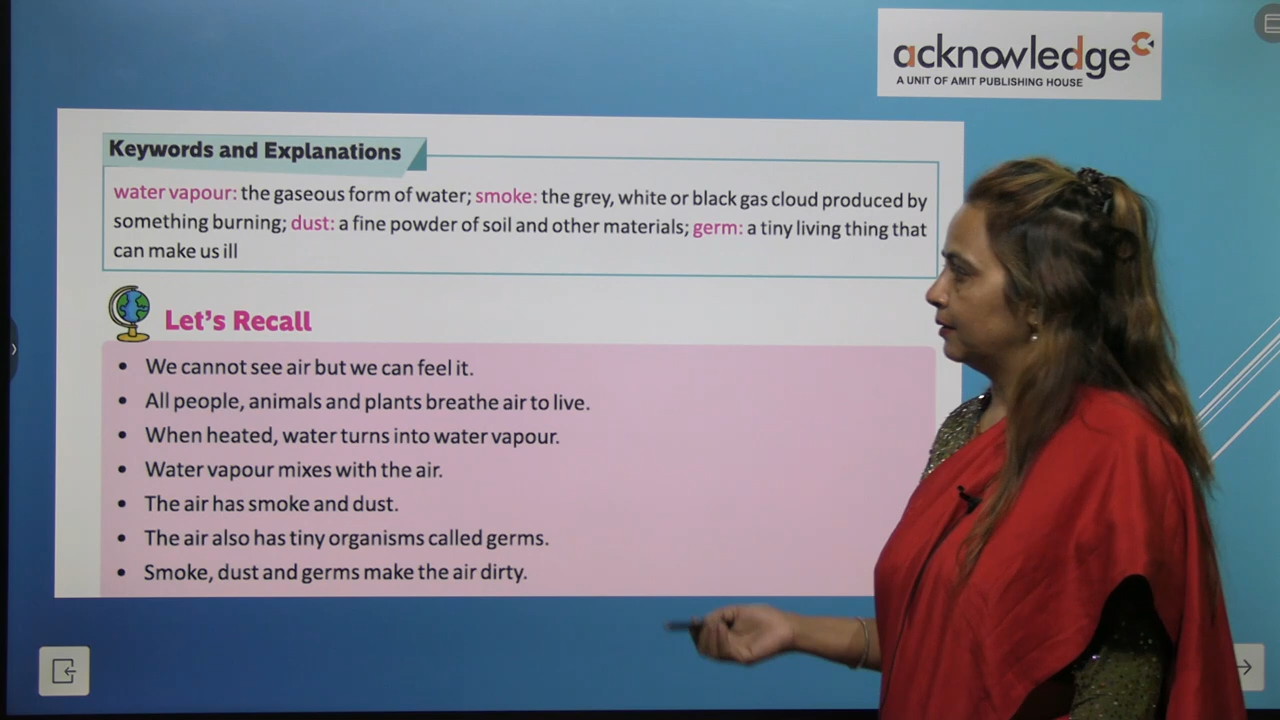 acknowledge
A UNIT OF AMIT PUBLISHING HOUSE
Keywords and Explanations
water vapour: the gaseous form of water; smoke: the grey, white or black gas cloud produced by
something burning; dust: a fine powder of soil and other materials; germ: a tiny living thing that
can make us ill
Let's Recall
• We cannot see air but we can feel it.
• All people, animals and plants breathe air to live.
• When heated, water turns into water vapour.
• Water vapour mixes with the air.
• The air has smoke and dust.
• The air also has tiny organisms called germs.
• Smoke, dust and germs make the air dirty.